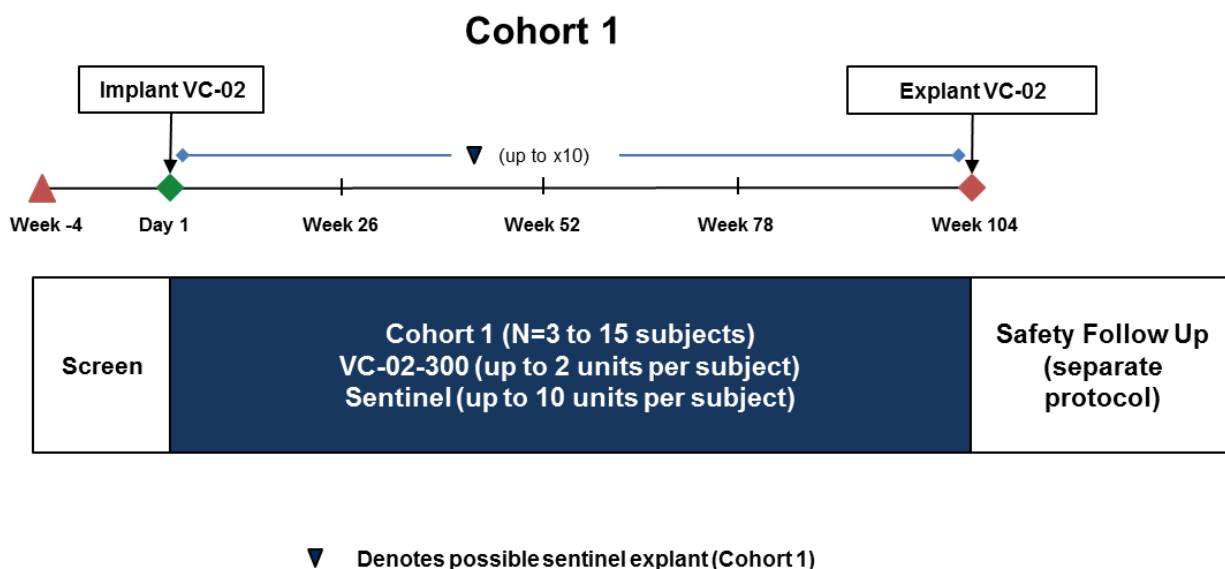 Cohort 1
Implant VC-02
Explant VC-02
(up to x10)
Week -4
Day 1
Week 26
Week 52
Week 78
Week 104
Screen
Cohort 1 (N=3 to 15 subjects)
VC-02-300 (up to 2 units per subject)
Sentinel (up to 10 units per subject)
Safety Follow Up
(separate
protocol)
Denotes possible sentinel explant (Cohort 1)